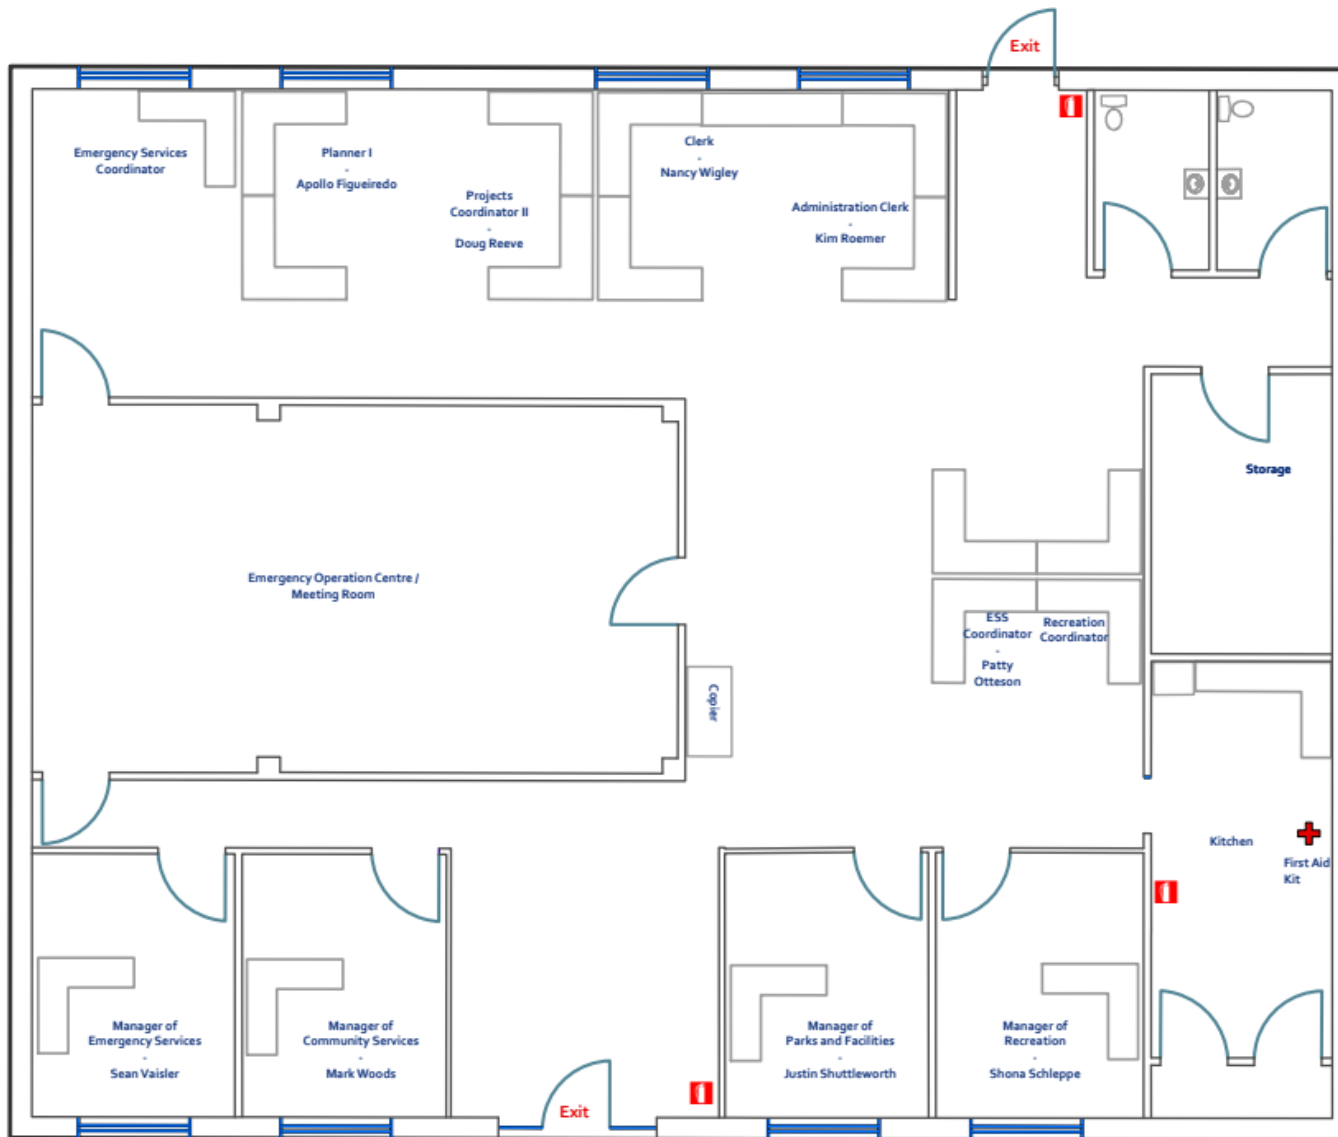 Exit
Emergency Services
Coordinator
Planner I
-
Apollo Figueiredo
Projects
Coordinator II
-
Doug Reeve
Clerk
-
Nancy Wigley
Administration Clerk
-
Kim Roemer
Storage
Emergency Operation Centre /
Meeting Room
ESS
Coordinator
-
Patty
Otteson
Recreation
Coordinator
Copier
Kitchen
First Aid
Kit
Manager of
Emergency Services
-
Sean Vaisler
Manager of
Community Services
-
Mark Woods
Manager of
Parks and Facilities
-
Justin Shuttleworth
Manager of
Recreation
-
Shona Schleppe
Exit